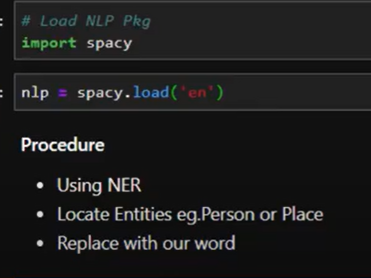 # Load NLP Pkg
import spacy
nlp = spacy.load('en')
Procedure
• Using NER
• Locate Entities eg.Person or Place
• Replace with our word